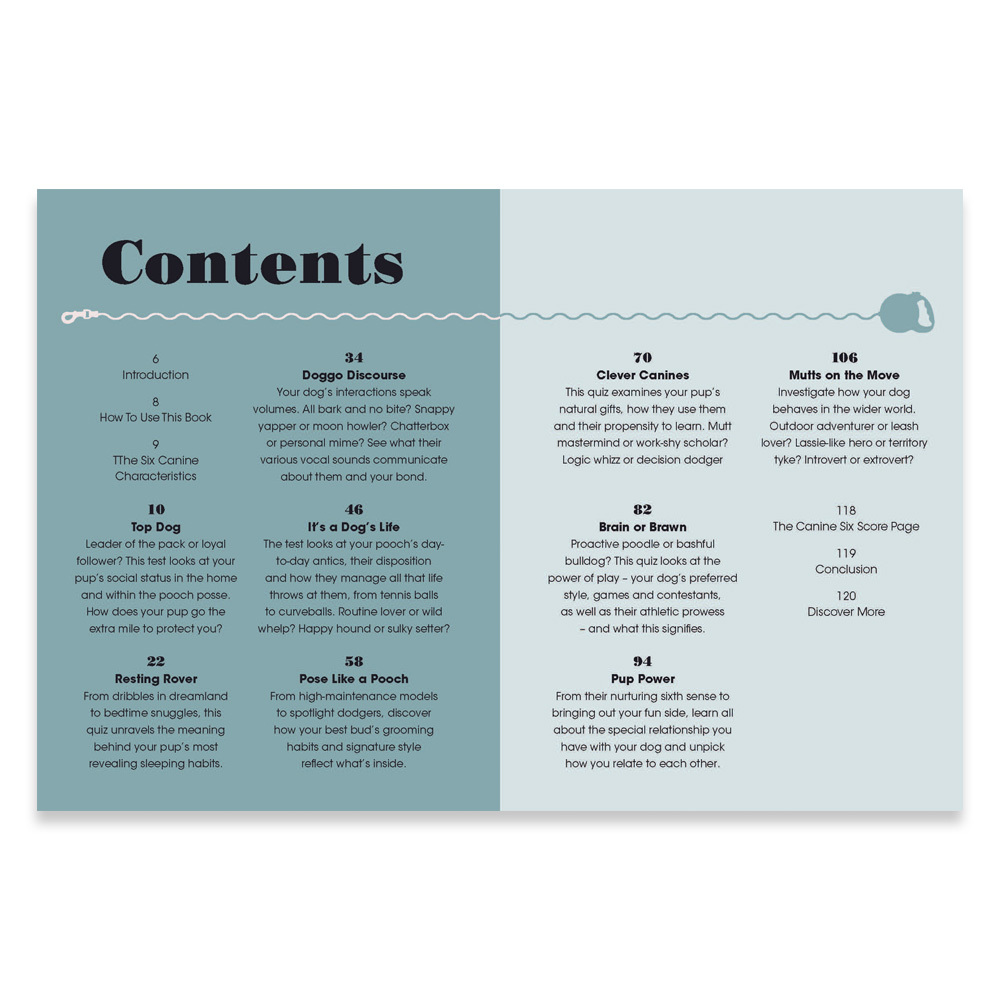 Contents
6
Introduction
8
How To Use This Book
9
TThe Six Canine
Characteristics
10
Top Dog
Leader of the pack or loyal
follower? This test looks at your
pup's social status in the home
and within the pooch posse.
How does your pup go the
extra mile to protect you?
22
Resting Rover
From dribbles in dreamland
to bedtime snuggles, this
quiz unravels the meaning
behind your pup's most
revealing sleeping habits.
34
Doggo Discourse
Your dog's interactions speak
volumes. All bark and no bite? Snappy
yapper or moon howler? Chatterbox
or personal mime? See what their
various vocal sounds communicate
about them and your bond.
46
It's a Dog's Life
The test looks at your pooch's day-
to-day antics, their disposition
and how they manage all that life
throws at them, from tennis balls
to curveballs. Routine lover or wild
whelp? Happy hound or sulky setter?
58
Pose Like a Pooch
From high-maintenance models
to spotlight dodgers, discover
how your best bud's grooming
habits and signature style
reflect what's inside.
70
Clever Canines
This quiz examines your pup's
natural gifts, how they use them
and their propensity to learn. Mutt
mastermind or work-shy scholar?
Logic whizz or decision dodger
82
Brain or Brawn
Proactive poodle or bashful
bulldog? This quiz looks at the
power of play – your dog's preferred
style, games and contestants,
as well as their athletic prowess
– and what this signifies.
94
Pup Power
From their nurturing sixth sense to
bringing out your fun side, learn all
about the special relationship you
have with your dog and unpick
how you relate to each other.
106
Mutts on the Move
Investigate how your dog
behaves in the wider world.
Outdoor adventurer or leash
lover? Lassie-like hero or territory
tyke? Introvert or extrovert?
118
The Canine Six Score Page
119
Conclusion
120
Discover More